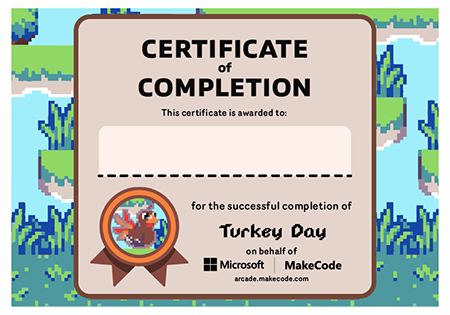 CERTIFICATE
of
COMPLETION
This certificate is awarded to:
for the successful completion of
Turkey Day
on behalf of
Microsoft | MakeCode
arcade.makecode.com